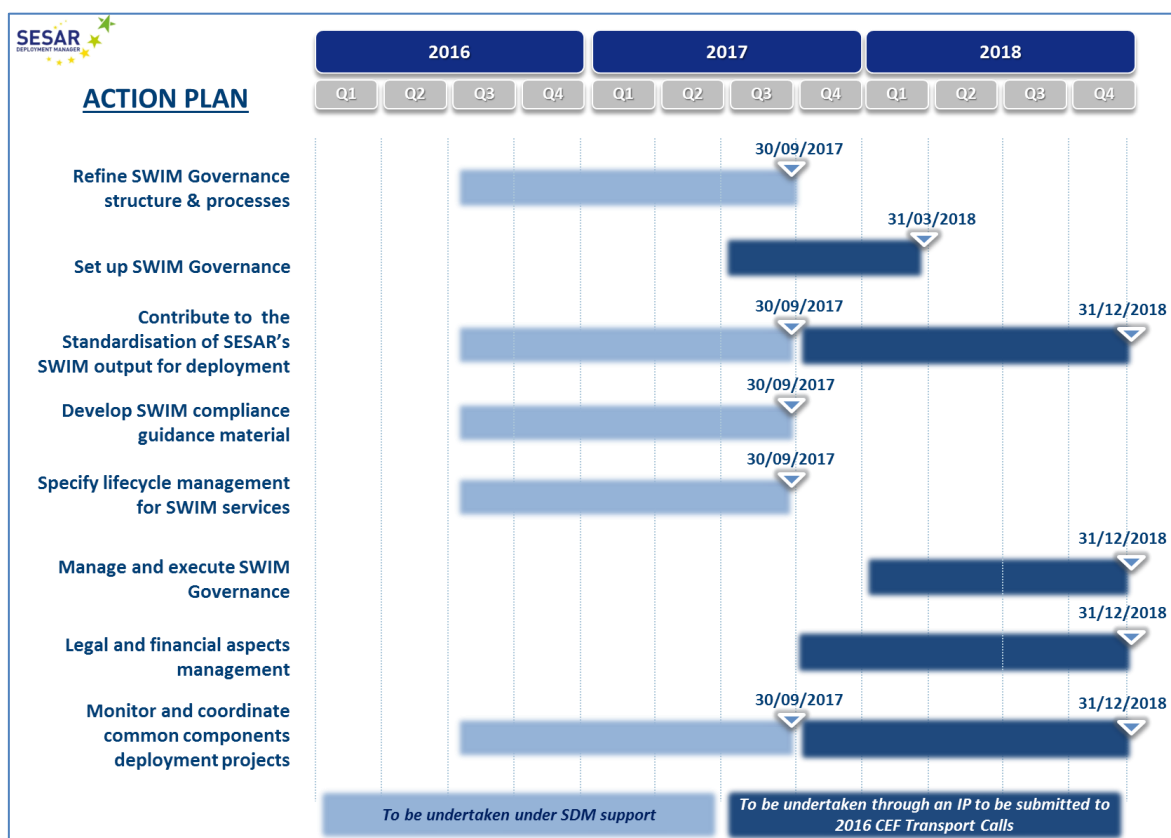 SESAR
DEPLOYMENT MANAGER
2016
2017
2018
ACTION PLAN
Q1
Q2
Q3
Q4
Q1
Q2
Q3
Q4
Q1
Q2
Q3
Q4
30/09/2017
Refine SWIM Governance
structure & processes
31/03/2018
Set up SWIM Governance
30/09/2017
31/12/2018
Contribute to the
Standardisation of SESAR's
SWIM output for deployment
30/09/2017
Develop SWIM compliance
guidance material
30/09/2017
Specify lifecycle management
for SWIM services
31/12/2018
Manage and execute SWIM
Governance
31/12/2018
Legal and financial aspects
management
30/09/2017
31/12/2018
Monitor and coordinate
common components
deployment projects
To be undertaken under SDM support
To be undertaken through an IP to be submitted to
2016 CEF Transport Calls